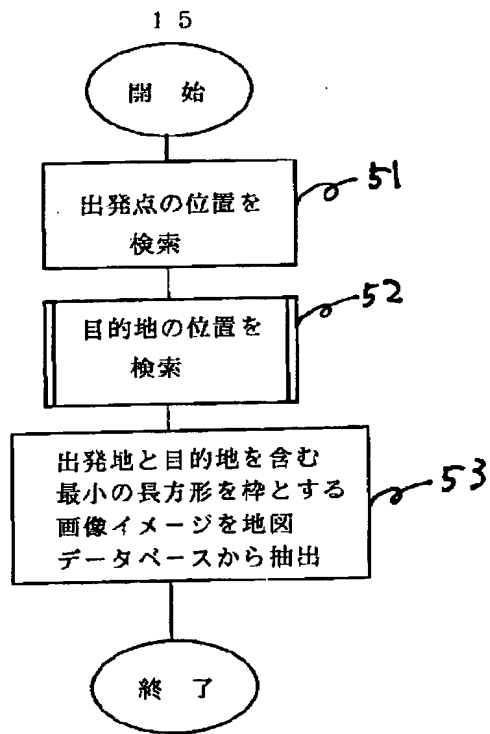 15
開始
出発点の位置を
検索
51
目的地の位置を
検索
52
出発地と目的地を含む
最小の長方形を枠とする
画像イメージを地図
データベースから抽出
53
終了